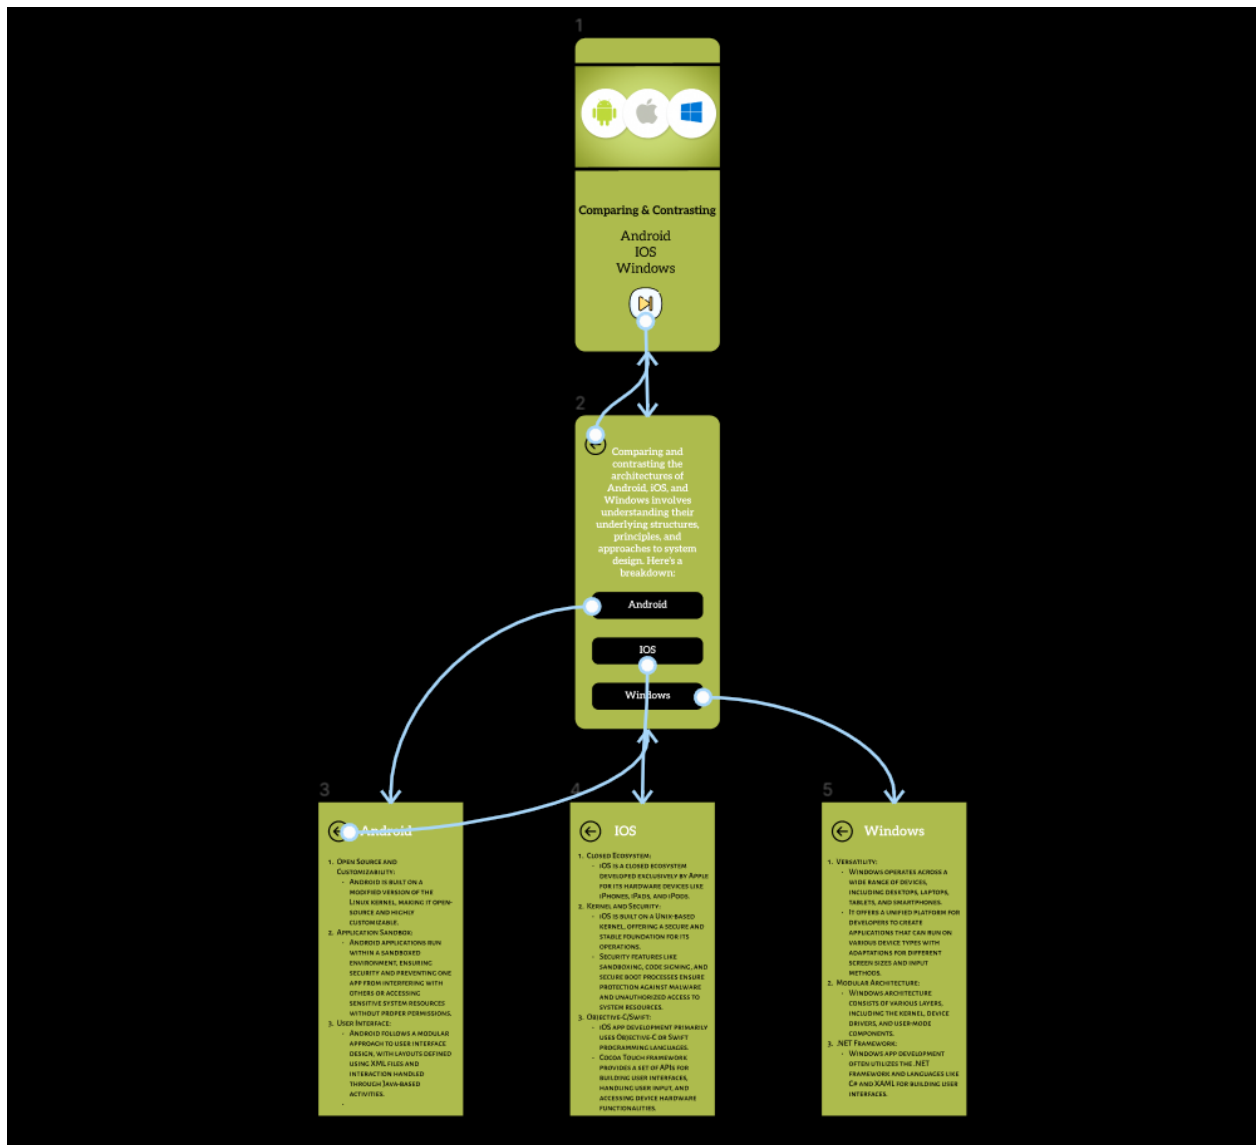 1
Comparing & Contrasting
Android
IOS
Windows
2
Comparing and
contrasting the
architectures of
Android, iOS, and
Windows involves
understanding their
underlying structures,
principles, and
approaches to system
design. Here's a
breakdown:
Android
IOS
Windows
3
Android
1. Open Source and
Customizability:
· Android is built on a
modified version of the
Linux kernel, making it open-
source and highly
customizable.
2. Application Sandbox:
· Android applications run
within a sandboxed
environment, ensuring
security and preventing one
app from interfering with
others or accessing
sensitive system resources
without proper permissions.
3. User Interface:
· Android follows a modular
approach to user interface
design, with layouts defined
using XML files and
interaction handled
through Java-based
activities.
·
4
IOS
1. Closed Ecosystem:
· iOS is a closed ecosystem
developed exclusively by Apple
for its hardware devices like
iPhones, iPads, and iPods.
2. Kernel and Security:
· iOS is built on a Unix-based
kernel, offering a secure and
stable foundation for its
operations.
· Security features like
sandboxing, code signing, and
secure boot processes ensure
protection against malware
and unauthorized access to
system resources.
3. Objective-C/Swift:
· iOS app development primarily
uses Objective-C or Swift
programming languages.
· Cocoa Touch framework
provides a set of APIs for
building user interfaces,
handling user input, and
accessing device hardware
functionalities.
5
Windows
1. Versatility:
· Windows operates across a
wide range of devices,
including desktops, laptops,
tablets, and smartphones.
· It offers a unified platform for
developers to create
applications that can run on
various device types with
adaptations for different
screen sizes and input
methods.
2. Modular Architecture:
· Windows architecture
consists of various layers,
including the kernel, device
drivers, and user-mode
components.
3. .NET Framework:
· Windows app development
often utilizes the .NET
framework and languages like
C# and XAML for building user
interfaces.